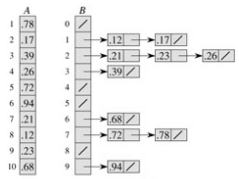 A B
1 .78 0 /
2 .17 1 .12 .17 /
3 .39 2 .21 .23 .26 /
4 .26 3 .39 /
5 .72 4 /
6 .94 5 /
7 .21 6 .68 /
8 .12 7 .72 .78 /
9 .23 8 /
10 .68 9 .94 /